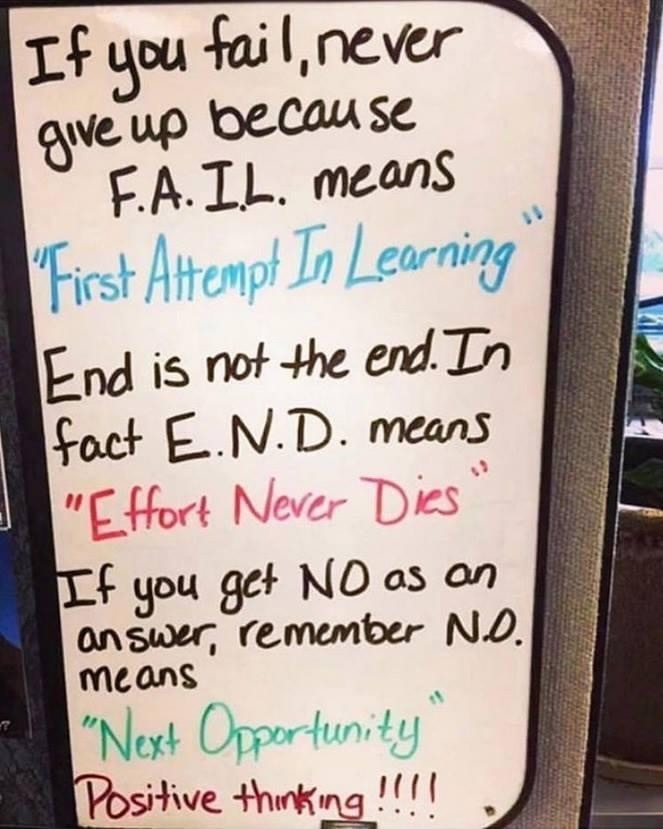 If you fail, never
give up because
F.A.I.L. means
"First Attempt In Learning"
End is not the end. In
fact E.N.D. means
"Effort Never Dies"
If you get NO as an
answer, remember N.O.
means
"Next Opportunity"
Positive thinking !!!!